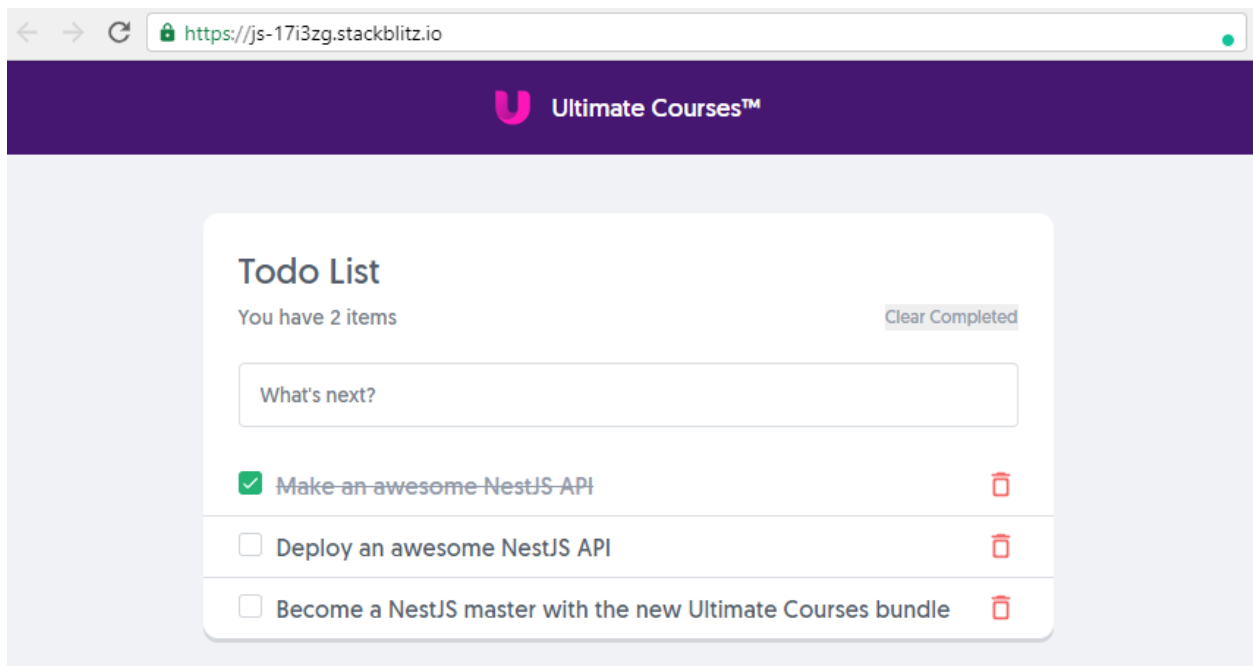 https://js-17i3zg.stackblitz.io
Ultimate Courses™
Todo List
You have 2 items
Clear Completed
What's next?
Make an awesome NestJS API
Deploy an awesome NestJS API
Become a NestJS master with the new Ultimate Courses bundle